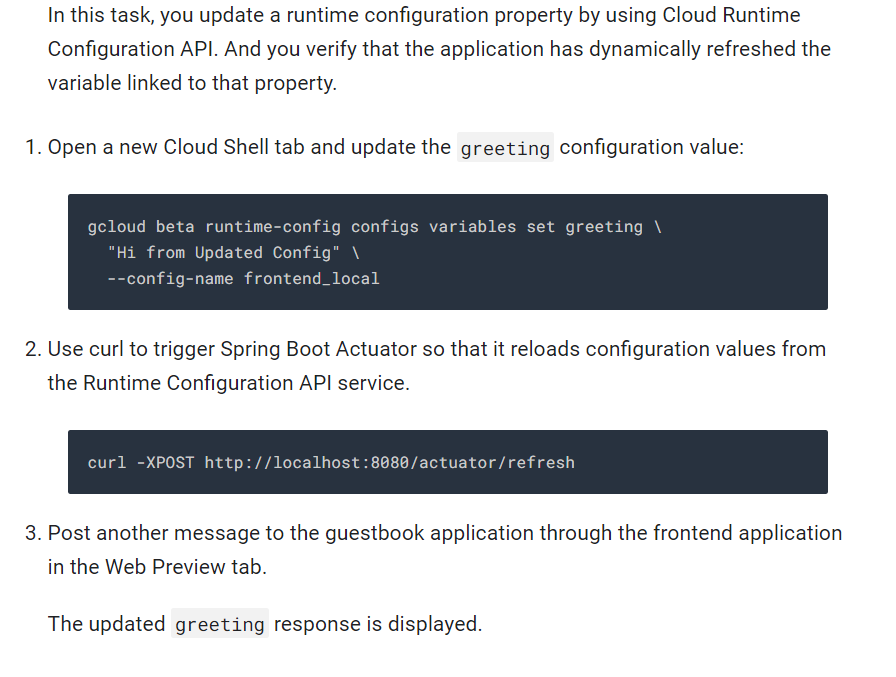 In this task, you update a runtime configuration property by using Cloud Runtime
Configuration API. And you verify that the application has dynamically refreshed the
variable linked to that property.
1. Open a new Cloud Shell tab and update the greeting configuration value:
gcloud beta runtime-config configs variables set greeting \
"Hi from Updated Config" \
--config-name frontend_local
2. Use curl to trigger Spring Boot Actuator so that it reloads configuration values from
the Runtime Configuration API service.
curl -XPOST http://localhost:8080/actuator/refresh
3. Post another message to the guestbook application through the frontend application
in the Web Preview tab.
The updated greeting response is displayed.